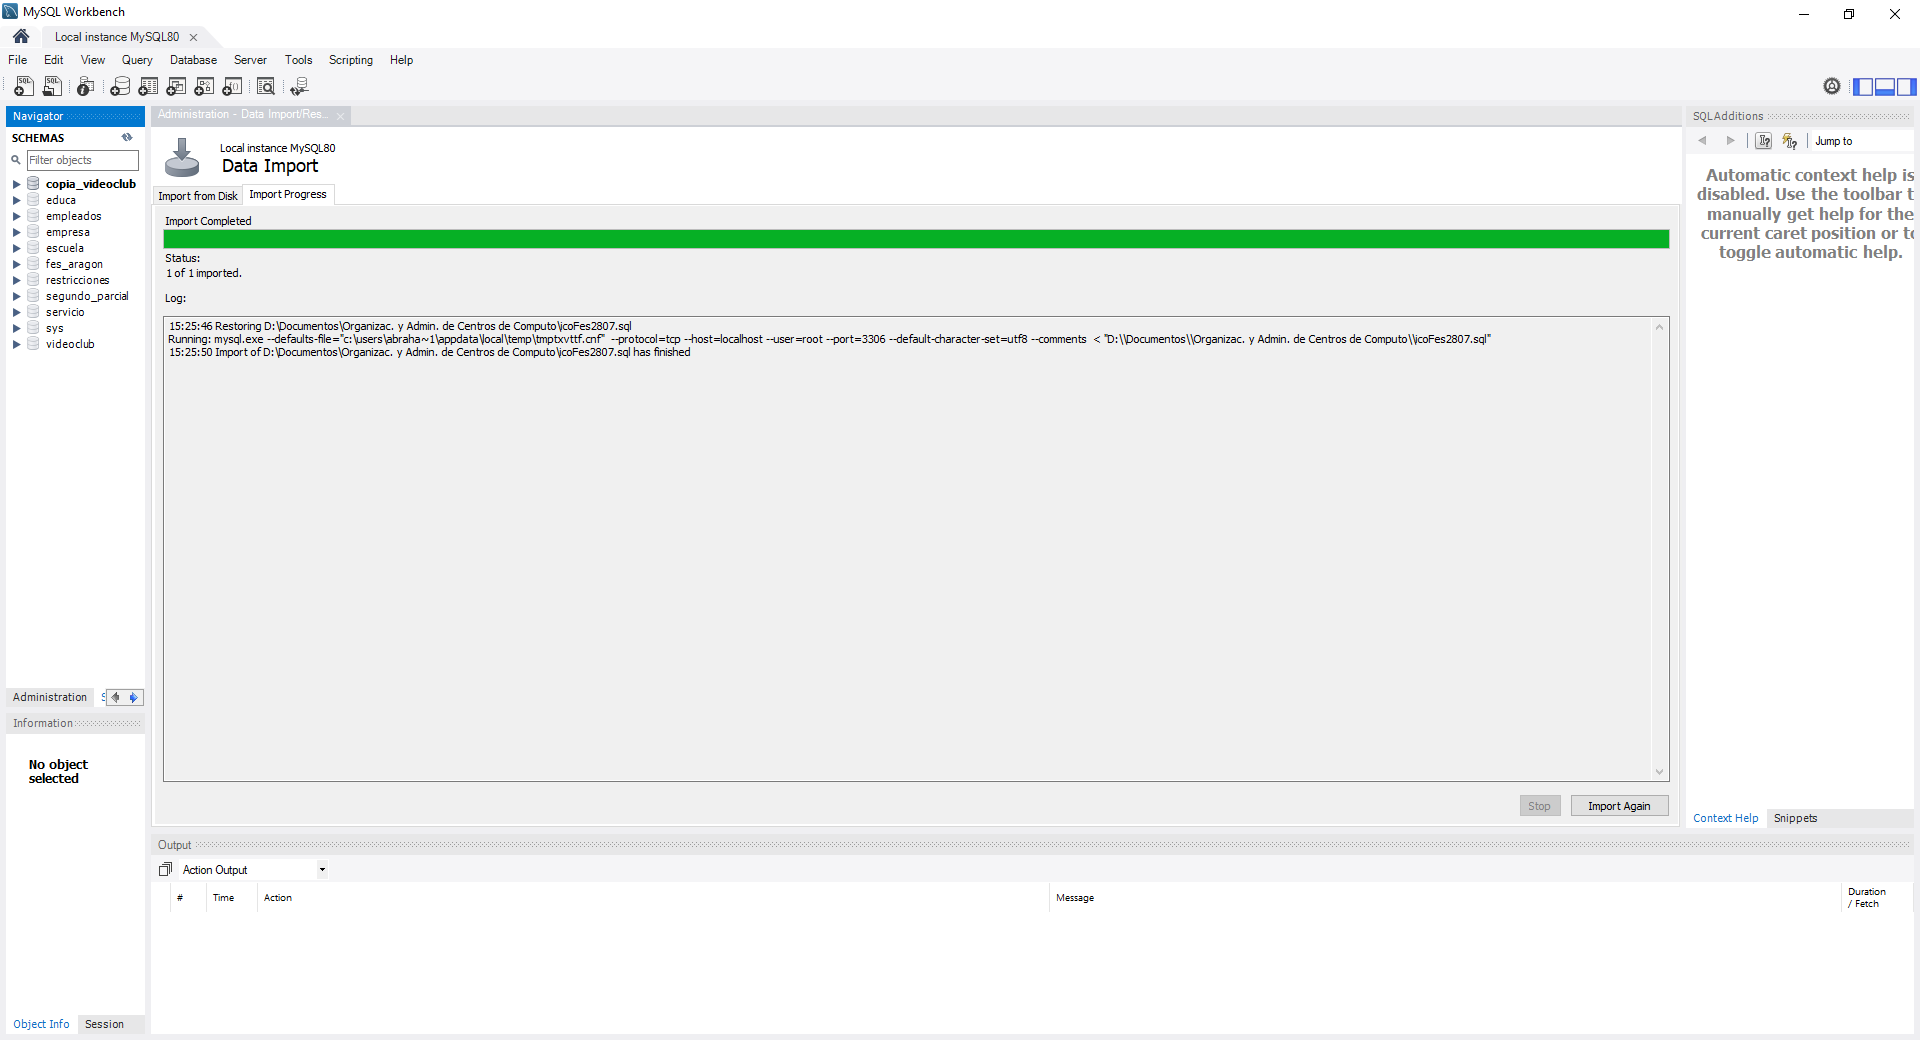 MySQL Workbench
Local instance MySQL80
File Edit View Query Database Server Tools Scripting Help
Navigator
SCHEMAS
Filter objects
copia_videoclub
educa
empleados
empresa
escuela
fes_aragon
restricciones
segundo_parcial
servicio
sys
videoclub
Administration
Information
No object
selected
Object Info Session
Administration - Data Import/Res...
Local instance MySQL80
Data Import
Import from Disk Import Progress
Import Completed
Status:
1 of 1 imported.
Log:
15:25:46 Restoring D:\Documentos\Organizac. y Admin. de Centros de Computo\icoFes2807.sql
Running: mysql.exe --defaults-file="c:\users\abraha~1\appdata\local\temp\tmptxvttf.cnf" --protocol=tcp --host=localhost --user=root --port=3306 --default-character-set=utf8 --comments < "D:\\Documentos\\Organizac. y Admin. de Centros de Computo\\icoFes2807.sql"
15:25:50 Import of D:\Documentos\Organizac. y Admin. de Centros de Computo\icoFes2807.sql has finished
Stop Import Again
Output
Action Output
# Time Action Message Duration
/ Fetch
SQLAdditions
Jump to
Automatic context help is
disabled. Use the toolbar t
manually get help for the
current caret position or to
toggle automatic help.
Context Help Snippets